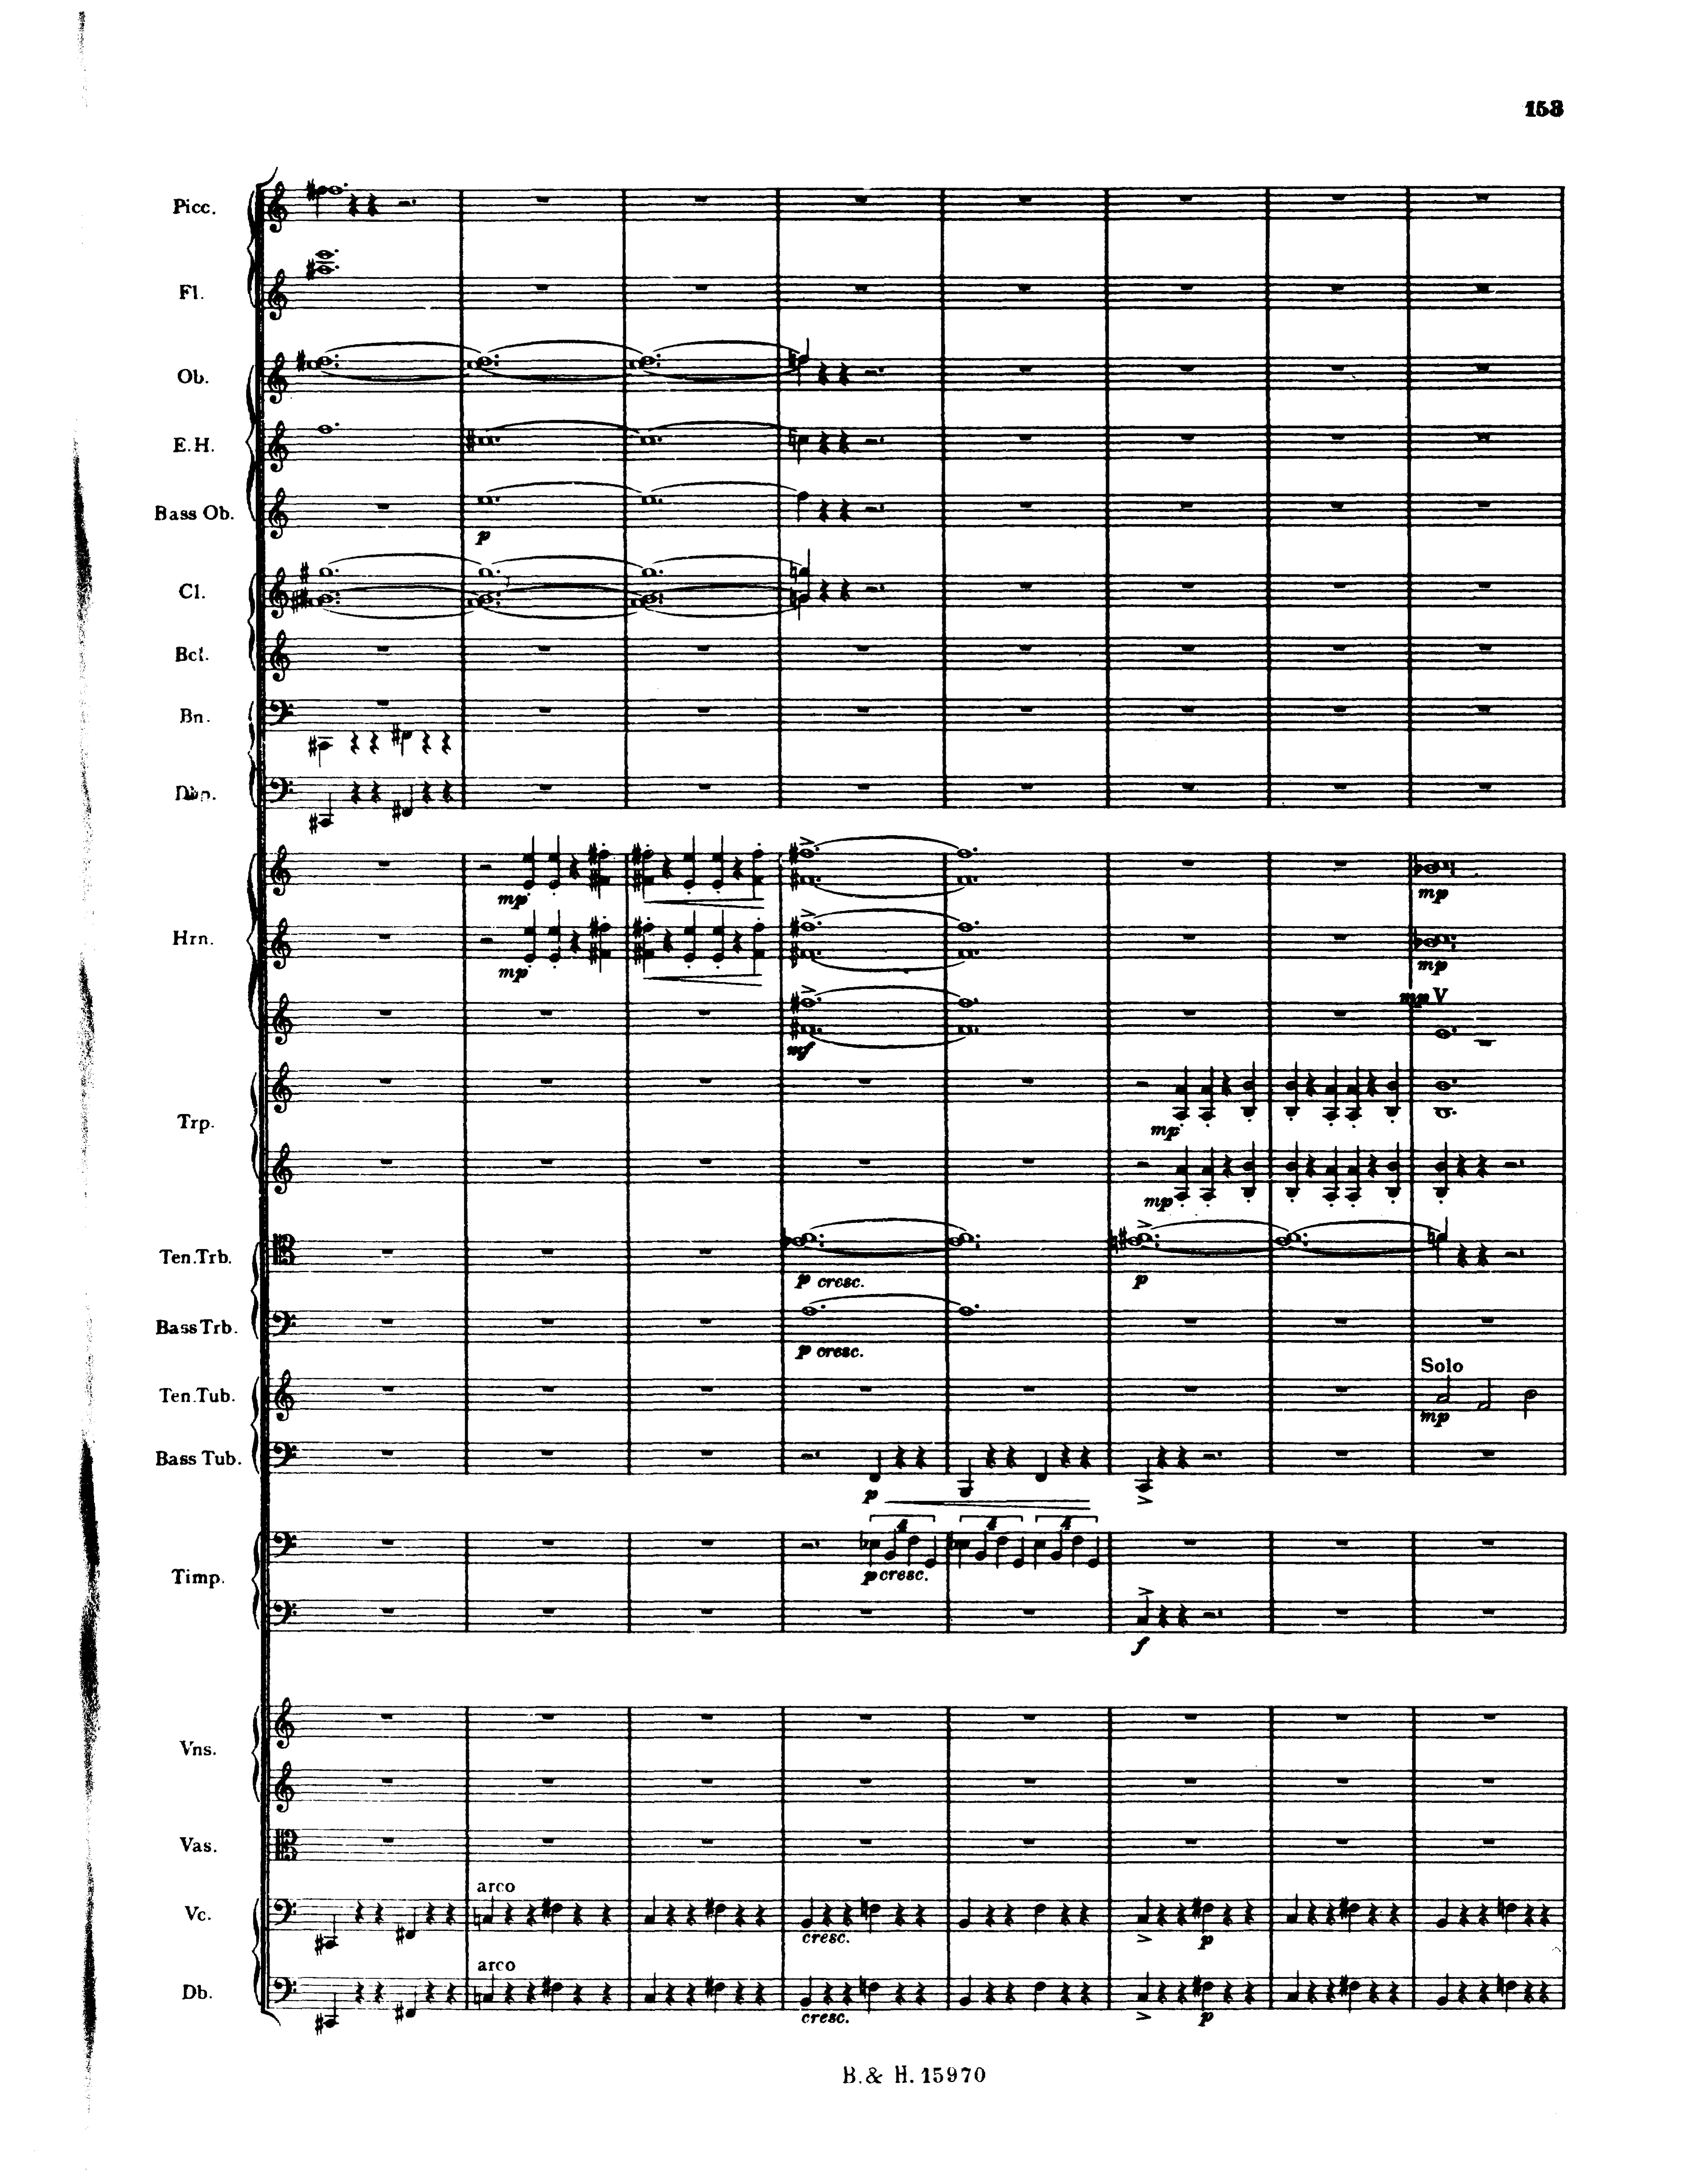 153
Picc.
Fl.
Ob.
E.H.
Bass Ob.
p
Cl.
Bcl.
Bn.
Dbn.
mp
mp
Hrn.
mp
mp
mp V
mf
Trp.
mp
mp
Ten.Trb.
p cresc.
p
Bass Trb.
p cresc.
Solo
Ten.Tub.
mp
Bass Tub.
p
4 4 4
p cresc.
Timp.
f
Vns.
Vas.
arco
Vc.
cresc.
p
arco
Db.
cresc.
p
B. & H. 15970